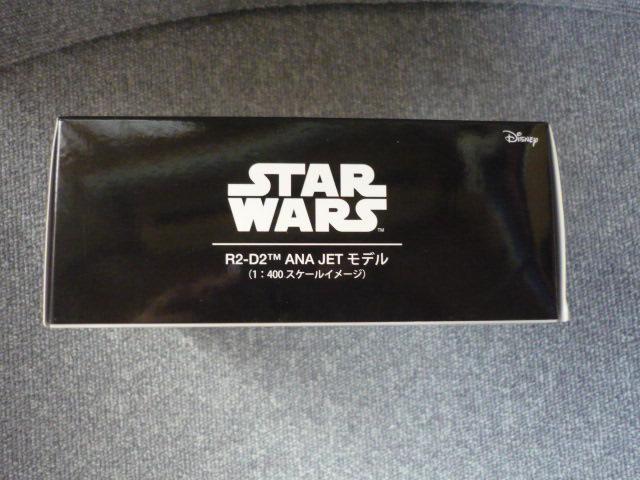 Disney
STAR
WARS™
R2-D2™ ANA JET モデル
(1：400 スケールイメージ)